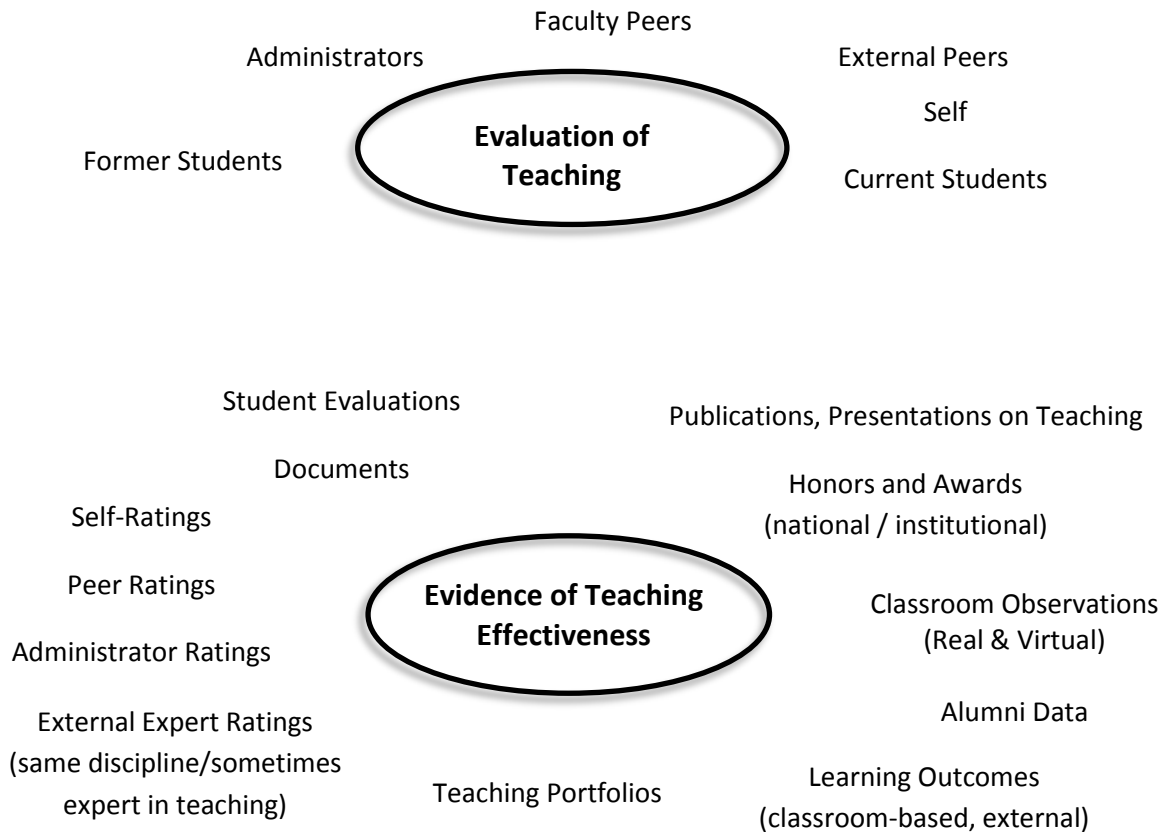 Faculty Peers
Administrators
External Peers
Self
Evaluation of
Teaching
Former Students
Current Students
Student Evaluations
Publications, Presentations on Teaching
Documents
Honors and Awards
(national / institutional)
Self-Ratings
Peer Ratings
Evidence of Teaching
Effectiveness
Classroom Observations
(Real & Virtual)
Administrator Ratings
External Expert Ratings
(same discipline/sometimes
expert in teaching)
Alumni Data
Teaching Portfolios
Learning Outcomes
(classroom-based, external)